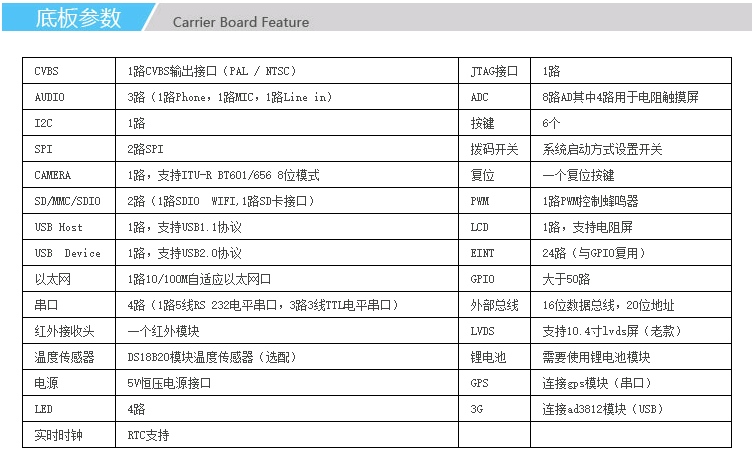 底板参数 Carrier Board Feature
CVBS 1路CVBS输出接口（PAL / NTSC） JTAG接口 1路
AUDIO 3路（1路Phone，1路MIC，1路Line in） ADC 8路AD其中4路用于电阻触摸屏
I2C 1路 按键 6个
SPI 2路SPI 拨码开关 系统启动方式设置开关
CAMERA 1路，支持ITU-R BT601/656 8位模式 复位 一个复位按键
SD/MMC/SDIO 2路（1路SDIO WIFI,1路SD卡接口） PWM 1路PWM控制蜂鸣器
USB Host 1路，支持USB1.1协议 LCD 1路，支持电阻屏
USB Device 1路，支持USB2.0协议 EINT 24路（与GPIO复用）
以太网 1路10/100M自适应以太网口 GPIO 大于50路
串口 4路（1路5线RS 232电平串口，3路3线TTL电平串口） 外部总线 16位数据总线，20位地址
红外接收头 一个红外模块 LVDS 支持10.4寸lvds屏（老款）
温度传感器 DS18B20模块温度传感器（选配） 锂电池 需要使用锂电池模块
电源 5V恒压电源接口 GPS 连接gps模块（串口）
LED 4路 3G 连接ad3812模块（USB）
实时时钟 RTC支持